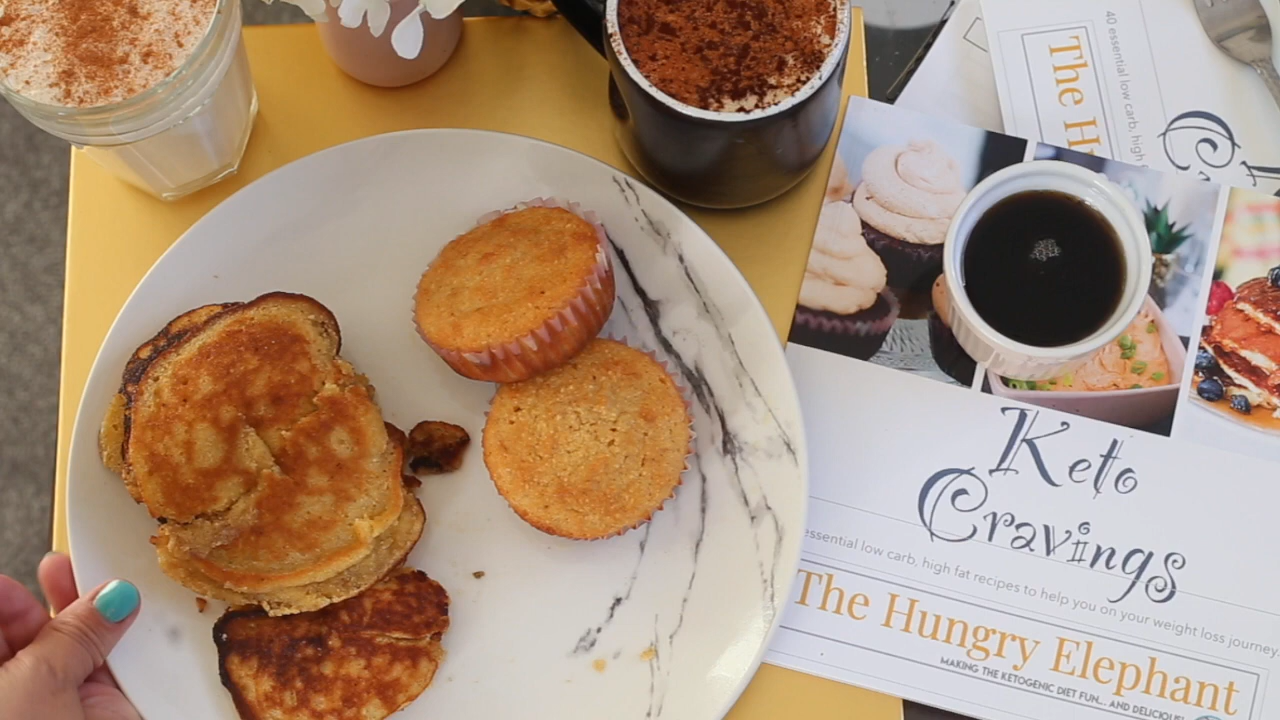 40 essential low carb, high
The H
Keto
Cravings
essential low carb, high fat recipes to help you on your weight loss journey.
The Hungry Elephant
MAKING THE KETOGENIC DIET FUN... AND DELICIOUS